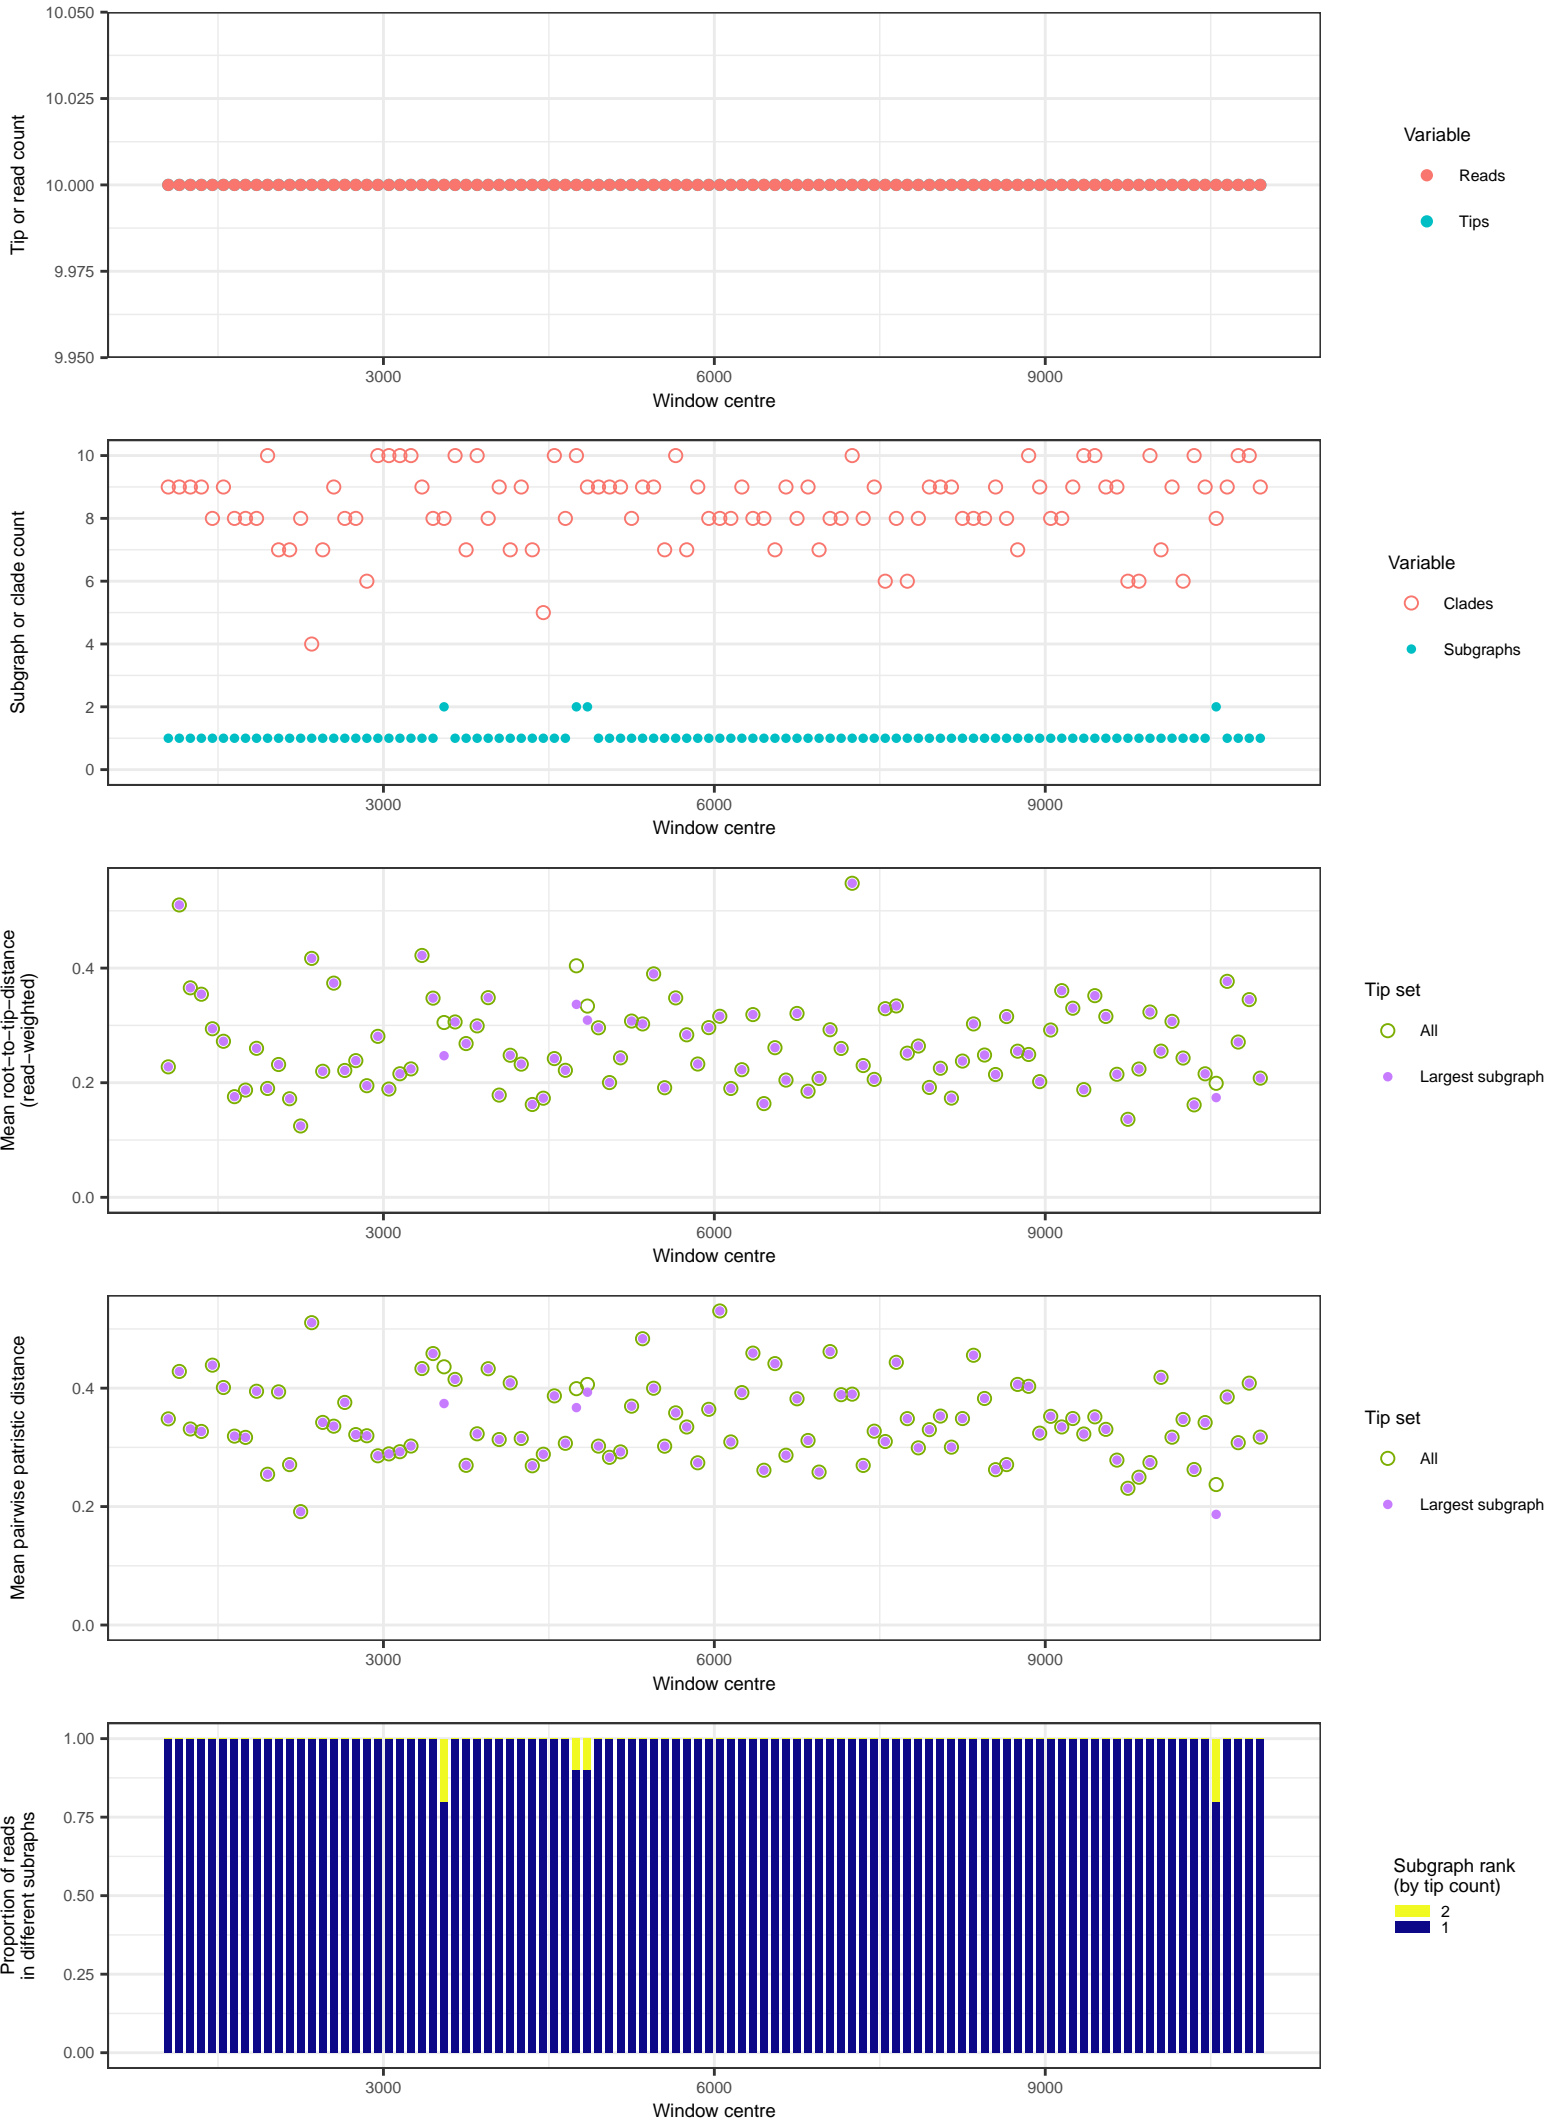 10.050
10.025
10.000
9.975
9.950
Tip or read count
3000
6000
9000
Window centre
Variable
Reads
Tips
10
8
6
4
2
0
Subgraph or clade count
3000
6000
9000
Window centre
Variable
Clades
Subgraphs
0.4
0.2
0.0
Mean root−to−tip−distance
(read−weighted)
3000
6000
9000
Window centre
Tip set
All
Largest subgraph
0.4
0.2
0.0
Mean pairwise patristic distance
3000
6000
9000
Window centre
Tip set
All
Largest subgraph
1.00
0.75
0.50
0.25
0.00
Proportion of reads
in different subraphs
3000
6000
9000
Window centre
Subgraph rank
(by tip count)
2
1